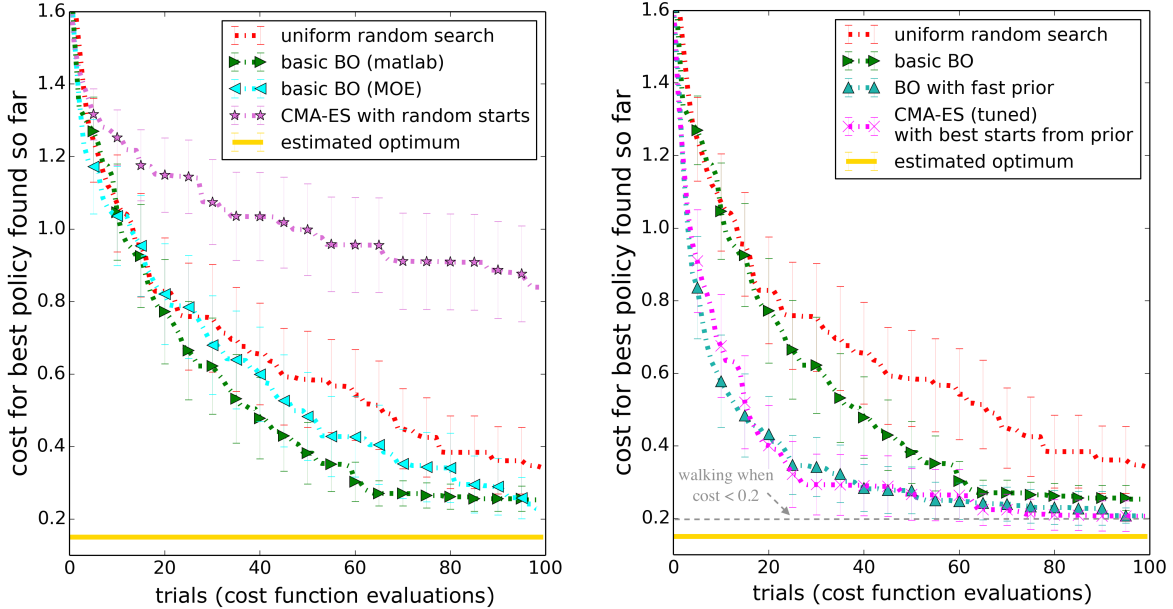 cost for best policy found so far
1.6
1.4
1.2
1.0
0.8
0.6
0.4
0.2
0
20
40
60
80
100
trials (cost function evaluations)
uniform random search
basic BO (matlab)
basic BO (MOE)
CMA-ES with random starts
estimated optimum
cost for best policy found so far
1.6
1.4
1.2
1.0
0.8
0.6
0.4
0.2
0
20
40
60
80
100
trials (cost function evaluations)
uniform random search
basic BO
BO with fast prior
CMA-ES (tuned)
with best starts from prior
estimated optimum
walking when
cost < 0.2